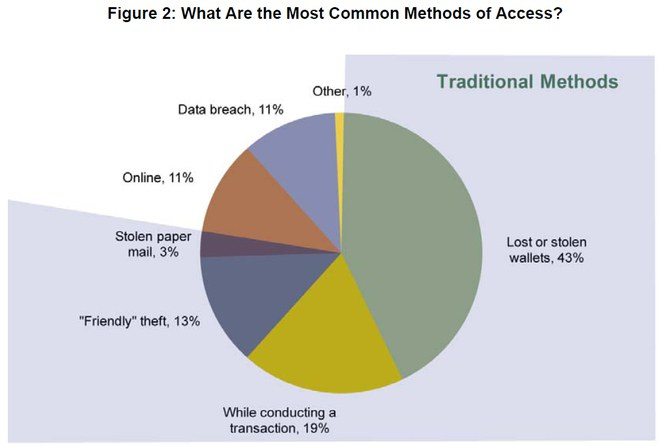 Figure 2: What Are the Most Common Methods of Access?
Traditional Methods
Other, 1%
Data breach, 11%
Online, 11%
Stolen paper
mail, 3%
Lost or stolen
wallets, 43%
"Friendly" theft, 13%
While conducting a
transaction, 19%